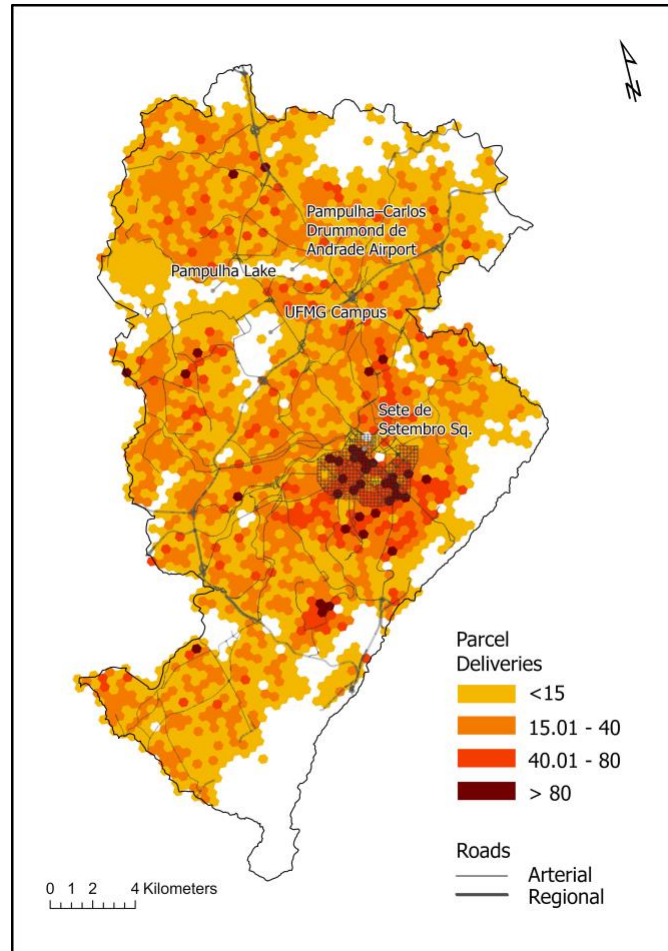 N
Pampulha–Carlos
Drummond de
Andrade Airport
Pampulha Lake
UFMG Campus
Sete de
Setembro Sq.
Parcel
Deliveries
<15
15.01 - 40
40.01 - 80
> 80
Roads
Arterial
Regional
0 1 2 4 Kilometers